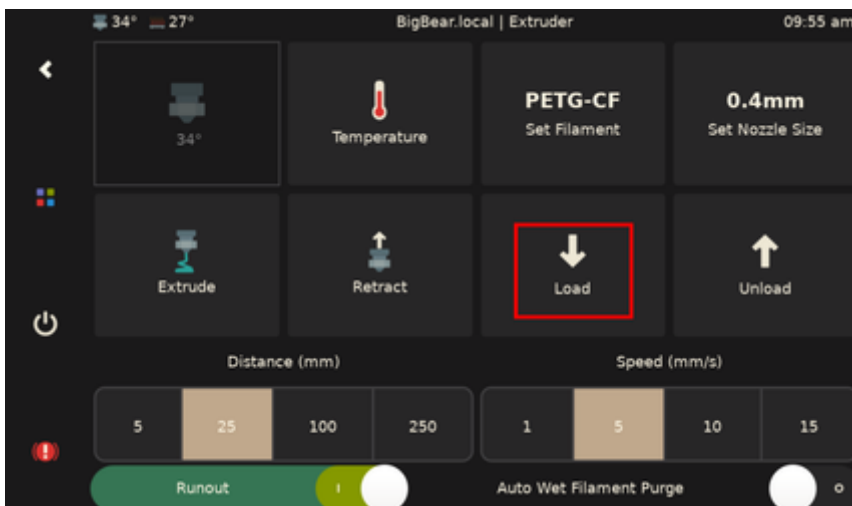 34° 27° BigBear.local | Extruder 09:55 am
34°
Temperature
PETG-CF
Set Filament
0.4mm
Set Nozzle Size
Extrude
Retract
Load
Unload
Distance (mm) Speed (mm/s)
5 25 100 250 1 5 10 15
Runout I Auto Wet Filament Purge O